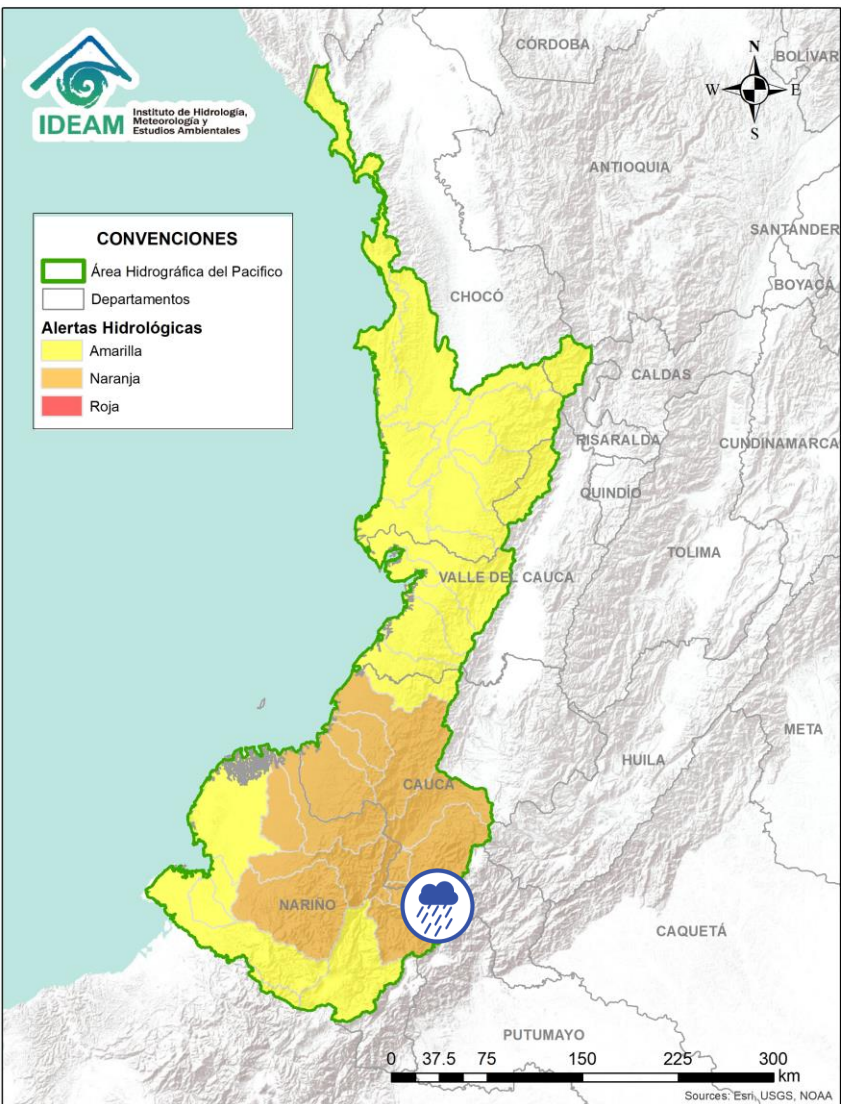 IDEAM
Instituto de Hidrología,
Meteorología y
Estudios Ambientales
CÓRDOBA
BOLÍVAR
N
W
E
S
ANTIOQUIA
SANTANDER
BOYACÁ
CONVENCIONES
Área Hidrográfica del Pacifico
Departamentos
Alertas Hidrológicas
Amarilla
Naranja
Roja
CHOCÓ
CALDAS
RISARALDA
CUNDINAMARCA
QUINDÍO
TOLIMA
VALLE DEL CAUCA
META
HUILA
CAUCA
NARIÑO
CAQUETÁ
PUTUMAYO
0 37.5 75 150 225 300
km
Sources: Esri, USGS, NOAA